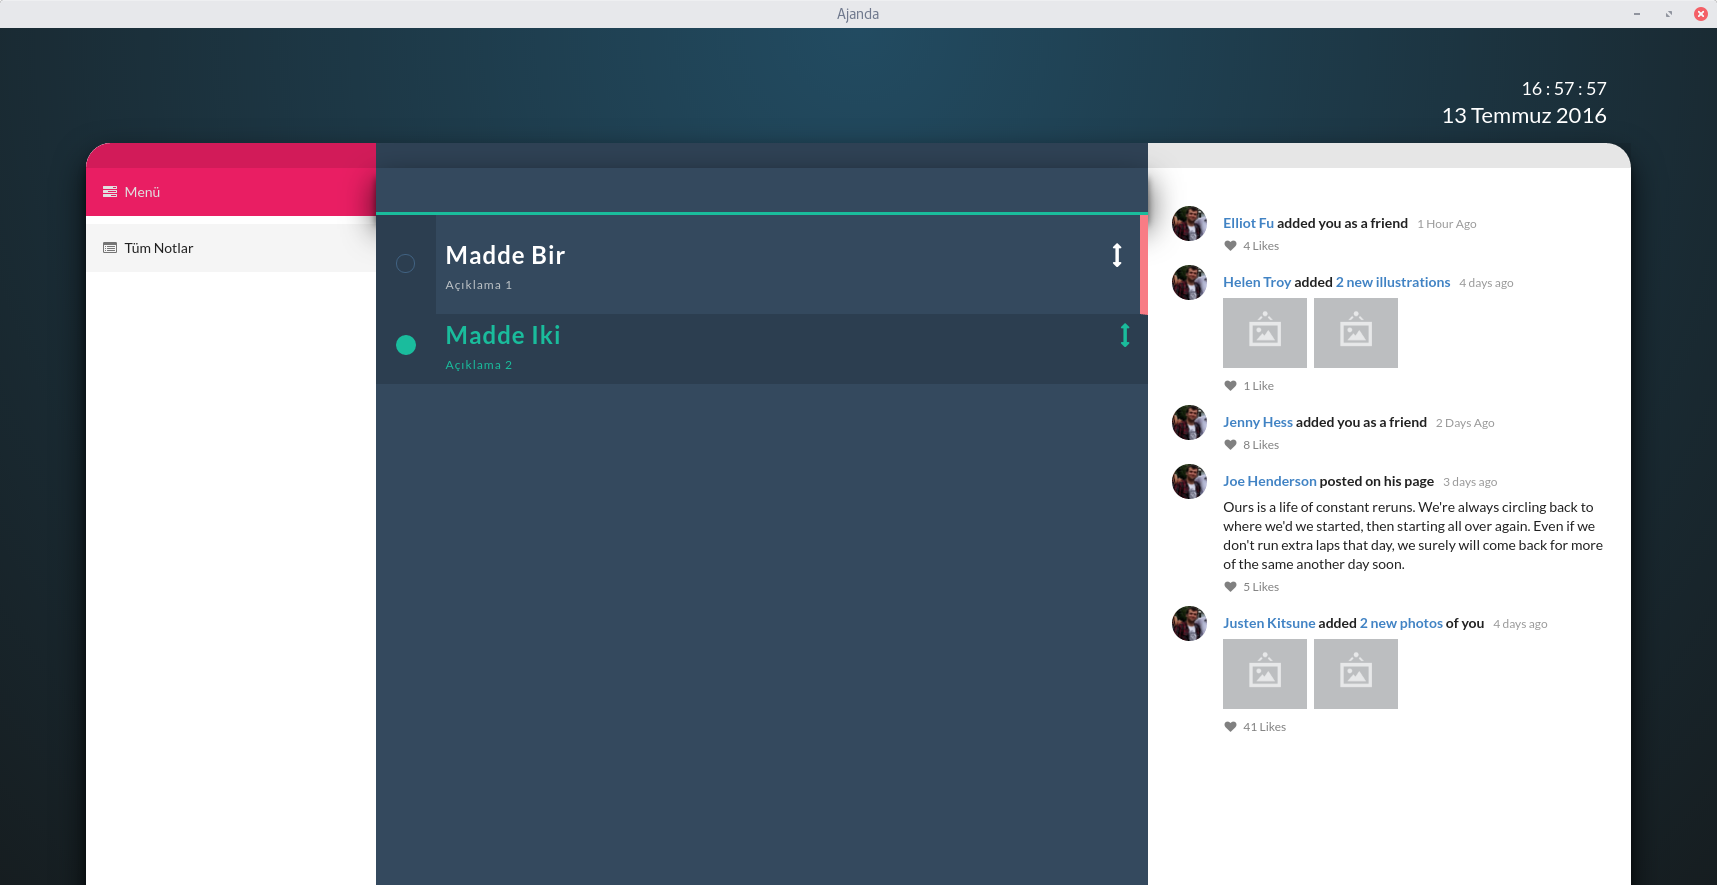 Ajanda
16 : 57 : 57
13 Temmuz 2016
Menü
Tüm Notlar
Madde Bir
Açıklama 1
Madde Iki
Açıklama 2
Elliot Fu added you as a friend 1 Hour Ago
4 Likes
Helen Troy added 2 new illustrations 4 days ago
1 Like
Jenny Hess added you as a friend 2 Days Ago
8 Likes
Joe Henderson posted on his page 3 days ago
Ours is a life of constant reruns. We're always circling back to
where we'd we started, then starting all over again. Even if we
don't run extra laps that day, we surely will come back for more
of the same another day soon.
5 Likes
Justen Kitsune added 2 new photos of you 4 days ago
41 Likes